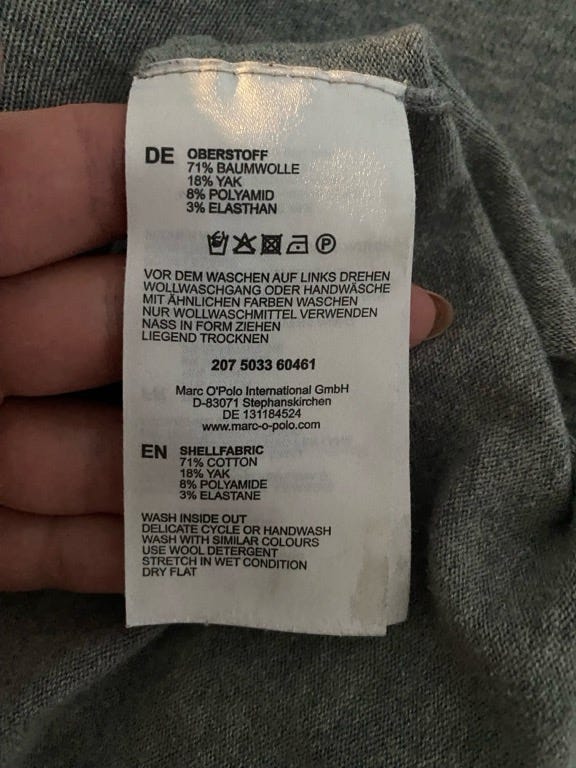 DE OBERSTOFF
71% BAUMWOLLE
18% YAK
8% POLYAMID
3% ELASTHAN
P
VOR DEM WASCHEN AUF LINKS DREHEN
WOLLWASCHGANG ODER HANDWÄSCHE
MIT ÄHNLICHEN FARBEN WASCHEN
NUR WOLLWASCHMITTEL VERWENDEN
NASS IN FORM ZIEHEN
LIEGEND TROCKNEN
207 5033 60461
Marc O'Polo International GmbH
D-83071 Stephanskirchen
DE 131184524
www.marc-o-polo.com
EN SHELLFABRIC
71% COTTON
18% YAK
8% POLYAMIDE
3% ELASTANE
WASH INSIDE OUT
DELICATE CYCLE OR HANDWASH
WASH WITH SIMILAR COLOURS
USE WOOL DETERGENT
STRETCH IN WET CONDITION
DRY FLAT